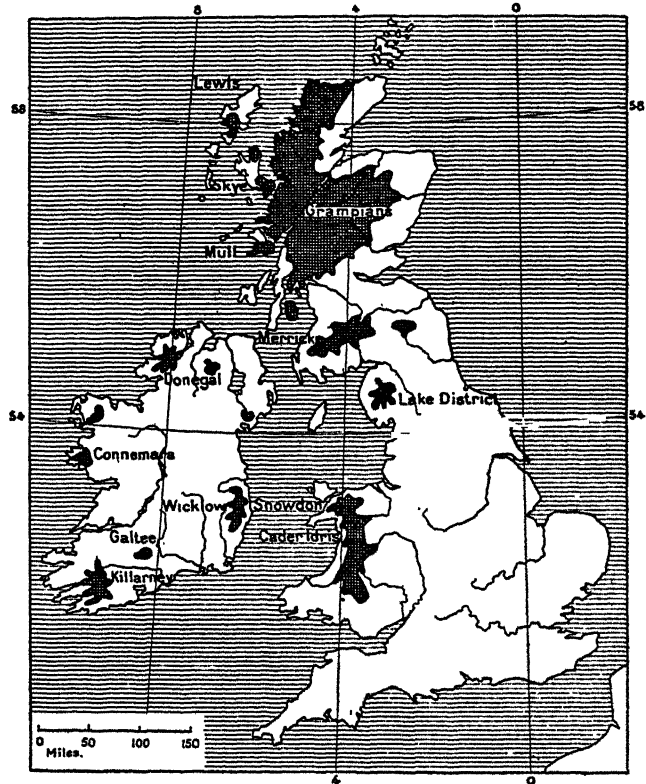 8 4 0
Lewis
58 58
Skye
Grampians
Mull
Merrick
Donegal
Lake District
54 54
Connemara
Wicklow Snowdon
Cader Idris
Galtee
Killarney
0 50 100 150
Miles.
4 0